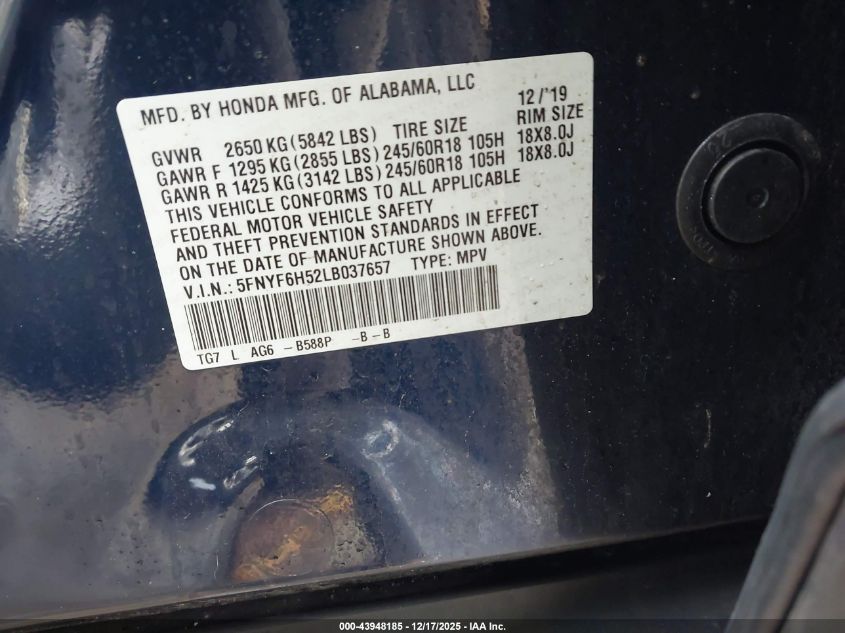 MFD. BY HONDA MFG. OF ALABAMA, LLC 12/'19
GVWR 2650 KG(5842 LBS) TIRE SIZE RIM SIZE
GAWR F 1295 KG(2855 LBS)245/60R18 105H 18X8.0J
GAWR R 1425 KG(3142 LBS)245/60R18 105H 18X8.0J
THIS VEHICLE CONFORMS TO ALL APPLICABLE
FEDERAL MOTOR VEHICLE SAFETY
AND THEFT PREVENTION STANDARDS IN EFFECT
ON THE DATE OF MANUFACTURE SHOWN ABOVE.
V.I.N.: 5FNYF6H52LB037657 TYPE: MPV
TG7 L AG6 -B588P -B-B
000-43948185 - 12/17/2025 - IAA Inc.